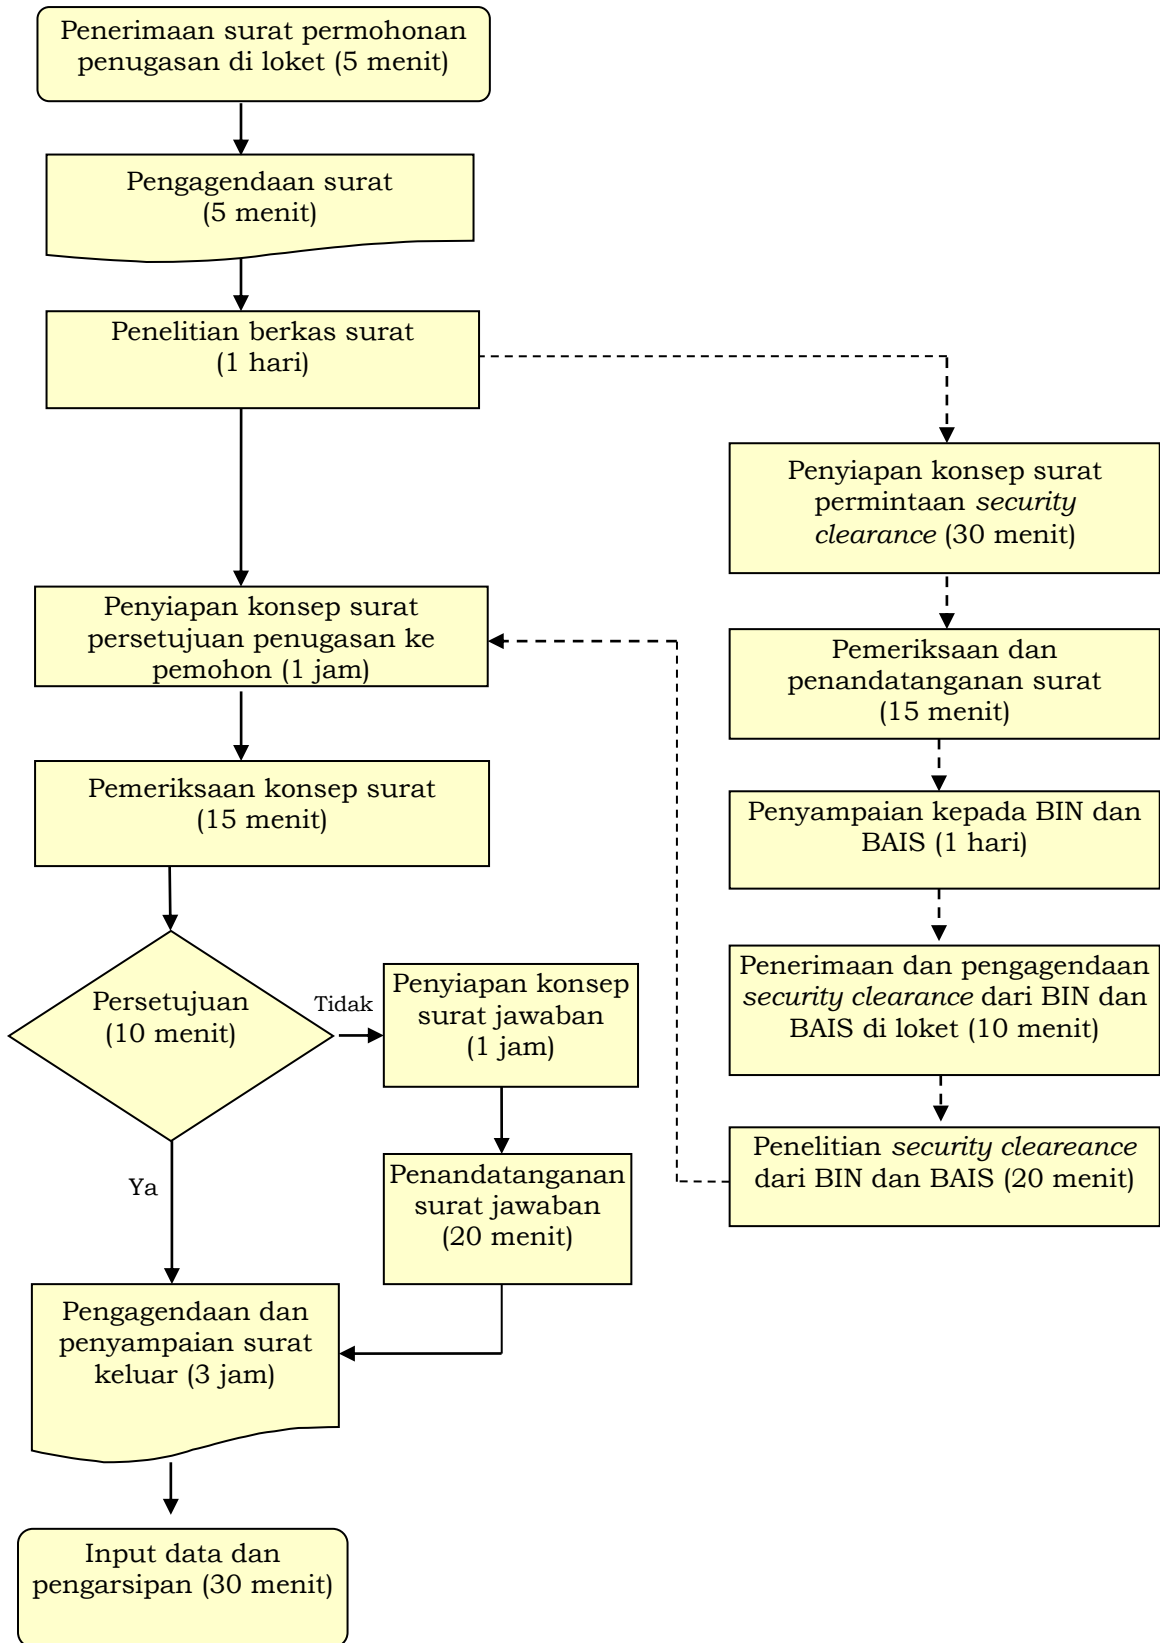 Penerimaan surat permohonan
penugasan di loket (5 menit)
Pengagendaan surat
(5 menit)
Penelitian berkas surat
(1 hari)
Penyiapan konsep surat
permintaan security
clearance (30 menit)
Penyiapan konsep surat
persetujuan penugasan ke
pemohon (1 jam)
Pemeriksaan dan
penandatanganan surat
(15 menit)
Pemeriksaan konsep surat
(15 menit)
Penyampaian kepada BIN dan
BAIS (1 hari)
Persetujuan
(10 menit)
Tidak
Penyiapan konsep
surat jawaban
(1 jam)
Penerimaan dan pengagendaan
security clearance dari BIN dan
BAIS di loket (10 menit)
Ya
Penandatanganan
surat jawaban
(20 menit)
Penelitian security cleareance
dari BIN dan BAIS (20 menit)
Pengagendaan dan
penyampaian surat
keluar (3 jam)
Input data dan
pengarsipan (30 menit)